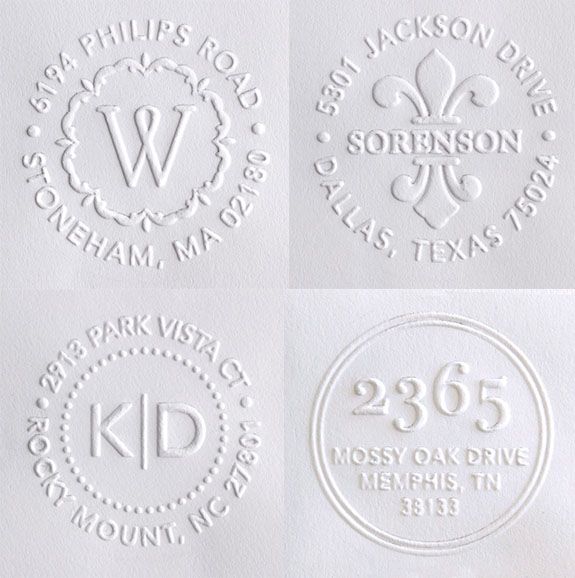 • 6194 PHILIPS ROAD •
W
STONEHAM, MA 02180
• 5301 JACKSON DRIVE •
SORENSON
DALLAS, TEXAS 75024
• 2913 PARK VISTA CT •
K|D
ROCKY MOUNT, NC 27801
2365
MOSSY OAK DRIVE
MEMPHIS, TN
38133